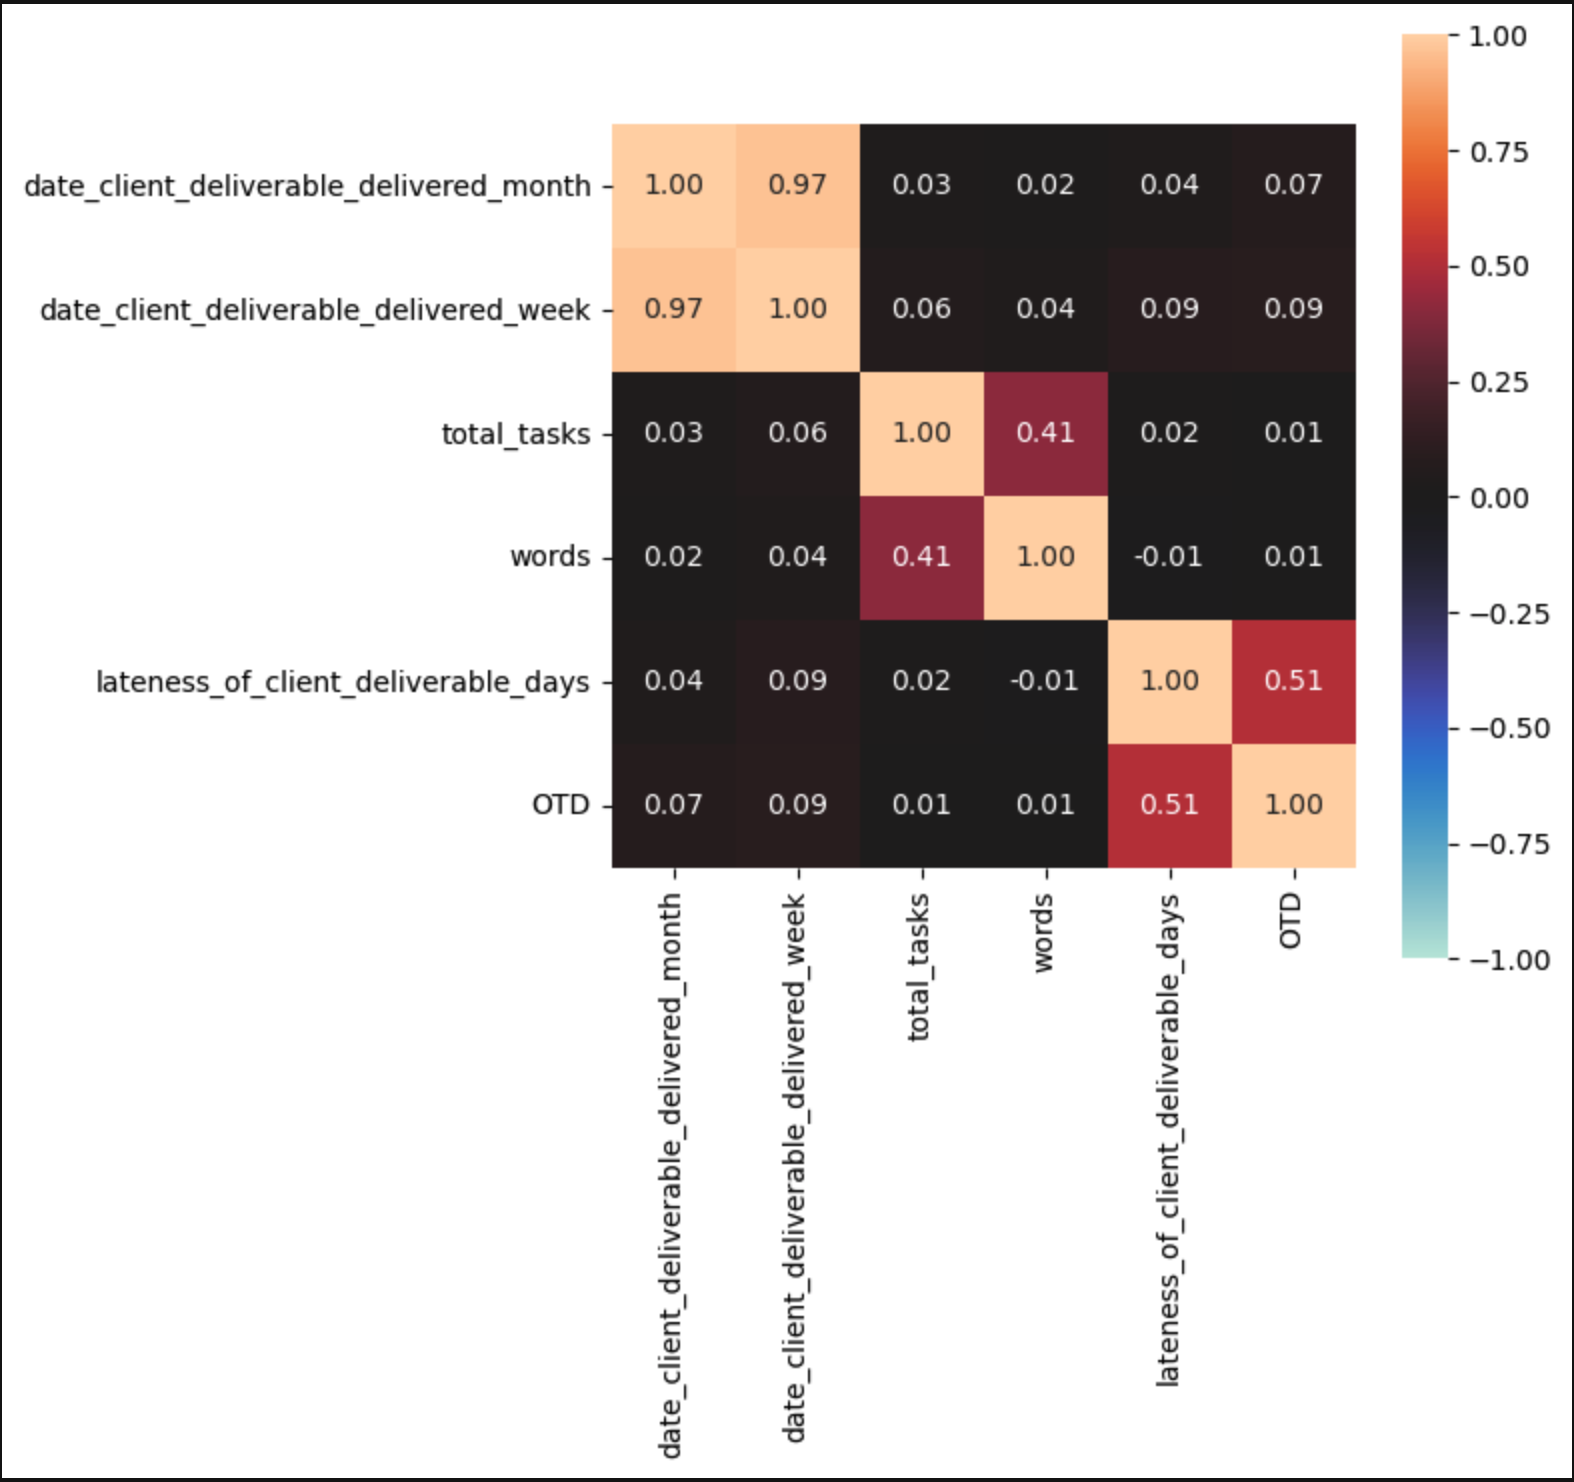 date_client_deliverable_delivered_month 1.00 0.97 0.03 0.02 0.04 0.07
date_client_deliverable_delivered_week 0.97 1.00 0.06 0.04 0.09 0.09
total_tasks 0.03 0.06 1.00 0.41 0.02 0.01
words 0.02 0.04 0.41 1.00 -0.01 0.01
lateness_of_client_deliverable_days 0.04 0.09 0.02 -0.01 1.00 0.51
OTD 0.07 0.09 0.01 0.01 0.51 1.00
date_client_deliverable_delivered_month
date_client_deliverable_delivered_week
total_tasks
words
lateness_of_client_deliverable_days
OTD
1.00
0.75
0.50
0.25
0.00
−0.25
−0.50
−0.75
−1.00